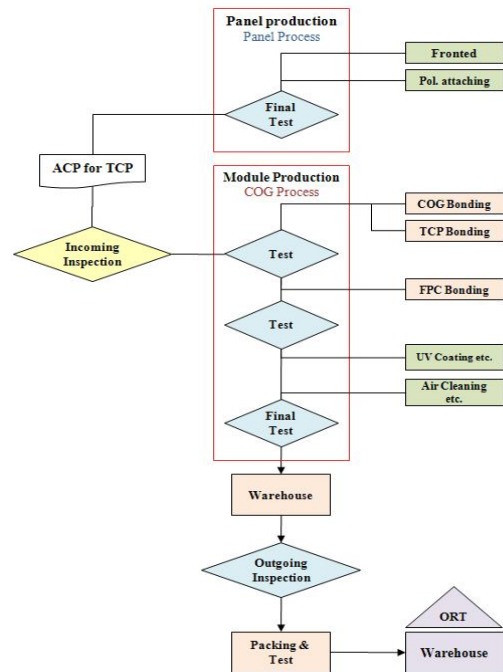 Panel production
Panel Process
Fronted
Pol. attaching
Final
Test
ACP for TCP
Module Production
COG Process
COG Bonding
TCP Bonding
Incoming
Inspection
Test
FPC Bonding
Test
UV Coating etc.
Air Cleaning
etc.
Final
Test
Warehouse
Outgoing
Inspection
ORT
Packing &
Test
Warehouse